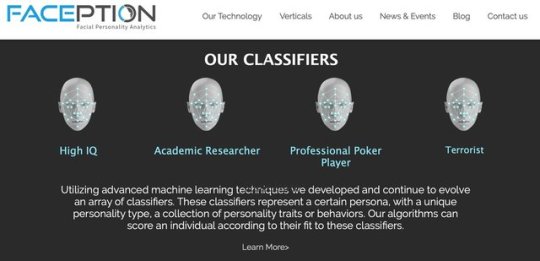 FACEPTION
Facial Personality Analytics
Our Technology Verticals About us News & Events Blog Contact us
OUR CLASSIFIERS
High IQ Academic Researcher Professional Poker Terrorist
Player
Utilizing advanced machine learning techniques we developed and continue to evolve
an array of classifiers. These classifiers represent a certain persona, with a unique
personality type, a collection of personality traits or behaviors. Our algorithms can
score an individual according to their fit to these classifiers.
Learn More>